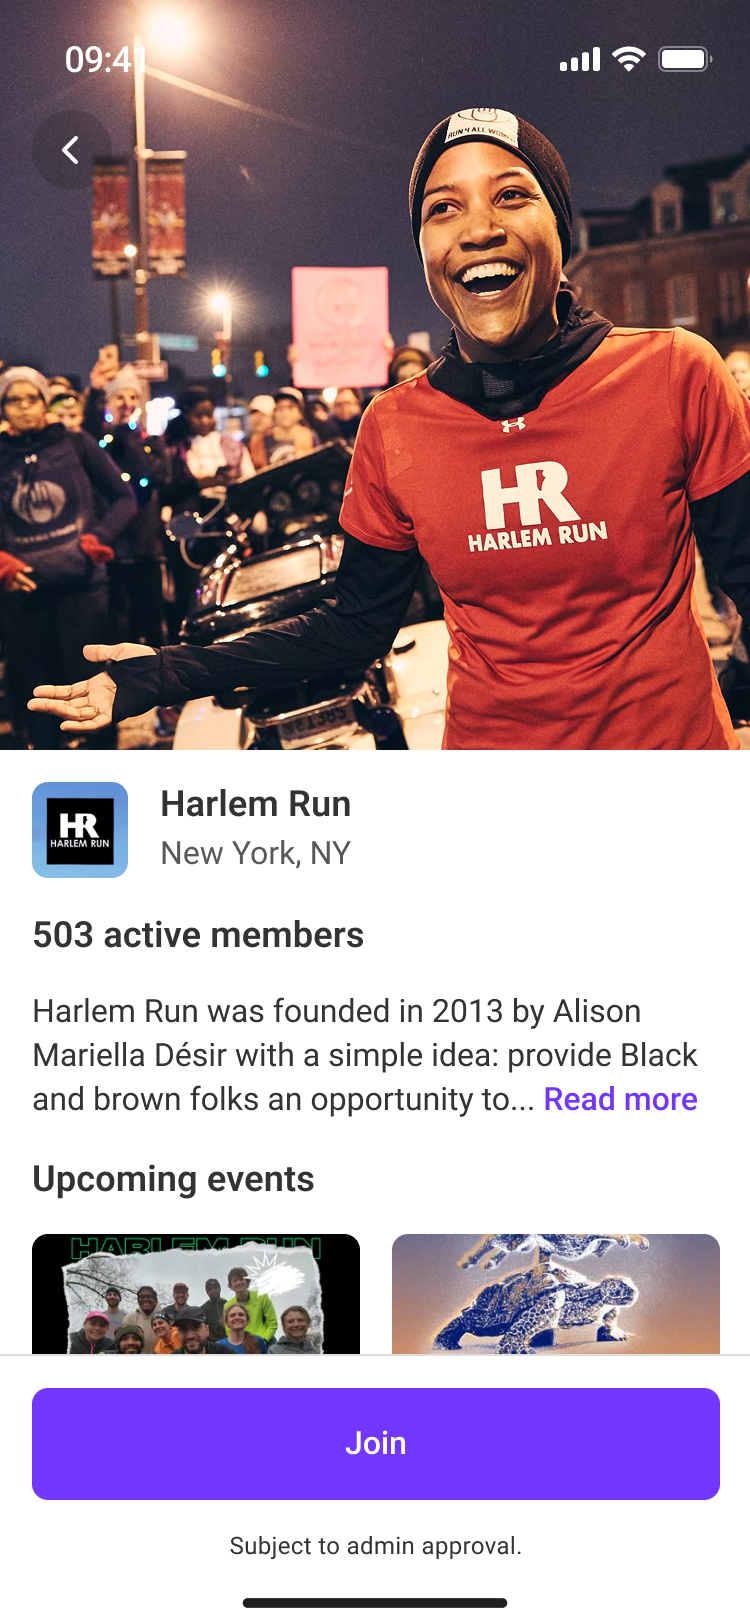 09:41
RUN 4 ALL WOMEN
HR
HARLEM RUN
HR
HARLEM RUN
Harlem Run
New York, NY
503 active members
Harlem Run was founded in 2013 by Alison
Mariella Désir with a simple idea: provide Black
and brown folks an opportunity to... Read more
Upcoming events
HARLEM RUN
Join
Subject to admin approval.